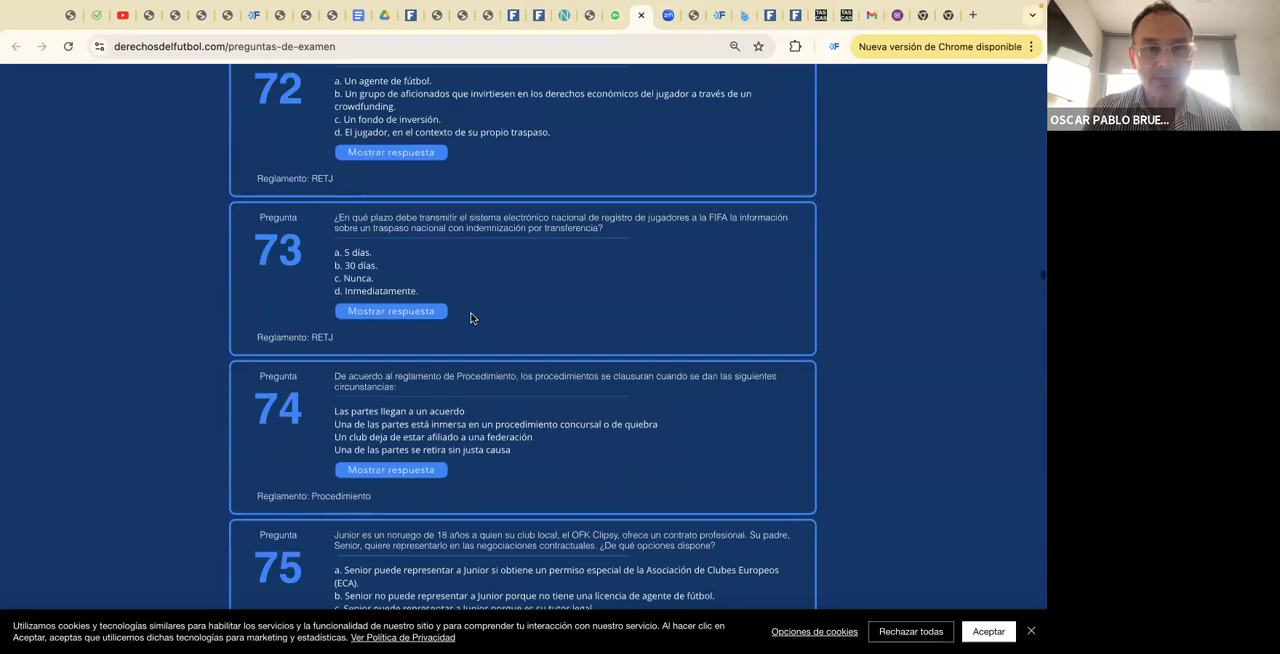 derechosdelfutbol.com/preguntas-de-examen
Nueva versión de Chrome disponible
OSCAR PABLO BRUE...
72
a. Un agente de fútbol.
b. Un grupo de aficionados que invirtiesen en los derechos económicos del jugador a través de un
crowdfunding.
c. Un fondo de inversión.
d. El jugador, en el contexto de su propio traspaso.
Mostrar respuesta
Reglamento: RETJ
Pregunta
73
¿En qué plazo debe transmitir el sistema electrónico nacional de registro de jugadores a la FIFA la información
sobre un traspaso nacional con indemnización por transferencia?
a. 5 días.
b. 30 días.
c. Nunca.
d. Inmediatamente.
Mostrar respuesta
Reglamento: RETJ
Pregunta
74
De acuerdo al reglamento de Procedimiento, los procedimientos se clausuran cuando se dan las siguientes
circunstancias:
Las partes llegan a un acuerdo
Una de las partes está inmersa en un procedimiento concursal o de quiebra
Un club deja de estar afiliado a una federación
Una de las partes se retira sin justa causa
Mostrar respuesta
Reglamento: Procedimiento
Pregunta
75
Junior es un noruego de 18 años a quien su club local, el OFK Clipsy, ofrece un contrato profesional. Su padre,
Senior, quiere representarlo en las negociaciones contractuales. ¿De qué opciones dispone?
a. Senior puede representar a Junior si obtiene un permiso especial de la Asociación de Clubes Europeos
(ECA).
b. Senior no puede representar a Junior porque no tiene una licencia de agente de fútbol.
c. Senior puede representar a Junior porque es su tutor legal.
Utilizamos cookies y tecnologías similares para habilitar los servicios y la funcionalidad de nuestro sitio y para comprender tu interacción con nuestro servicio. Al hacer clic en
Aceptar, aceptas que utilicemos dichas tecnologías para marketing y estadísticas. Ver Política de Privacidad
Opciones de cookies
Rechazar todas
Aceptar